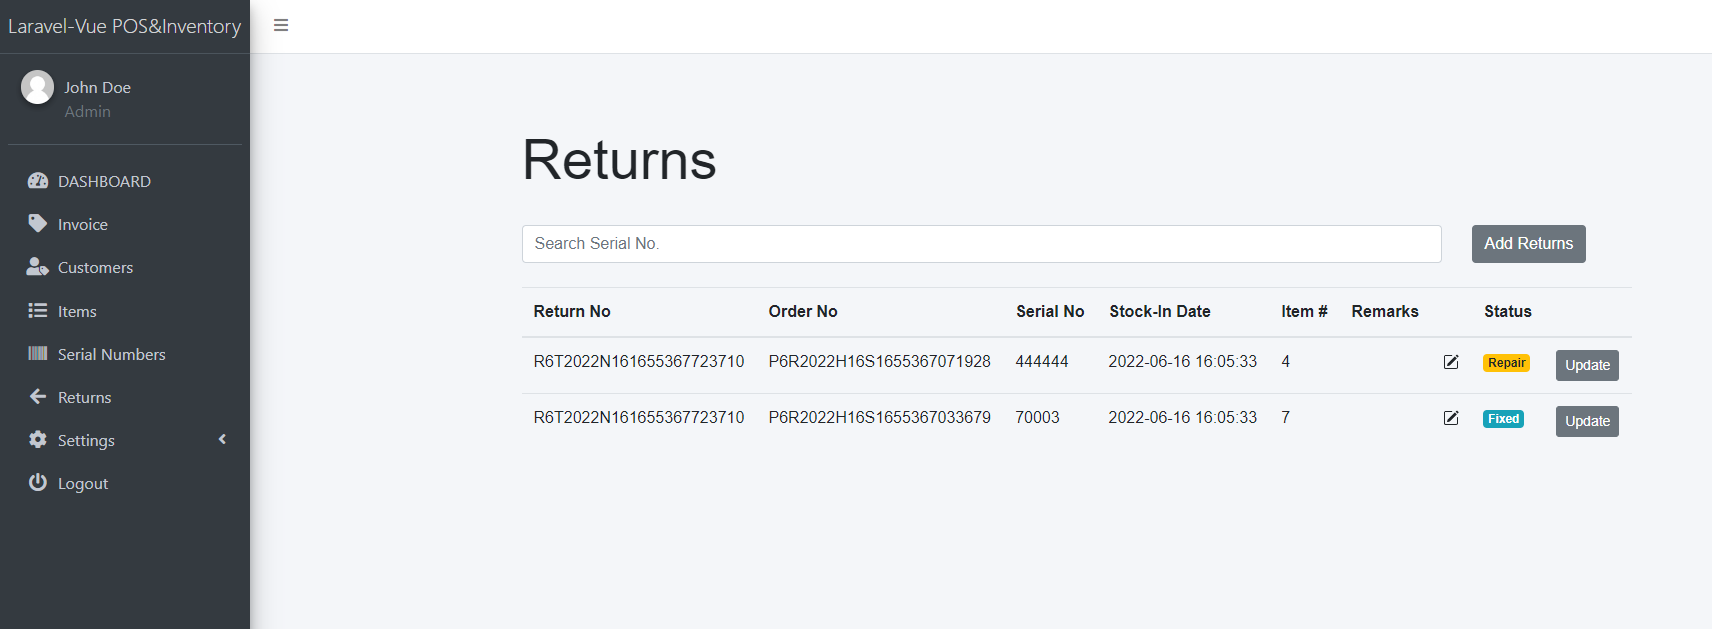 Laravel-Vue POS&Inventory
John Doe
Admin
DASHBOARD
Invoice
Customers
Items
Serial Numbers
Returns
Settings
Logout
Returns
Search Serial No.
Add Returns
Return No Order No Serial No Stock-In Date Item # Remarks Status
R6T2022N161655367723710 P6R2022H16S1655367071928 444444 2022-06-16 16:05:33 4 Repair Update
R6T2022N161655367723710 P6R2022H16S1655367033679 70003 2022-06-16 16:05:33 7 Fixed Update